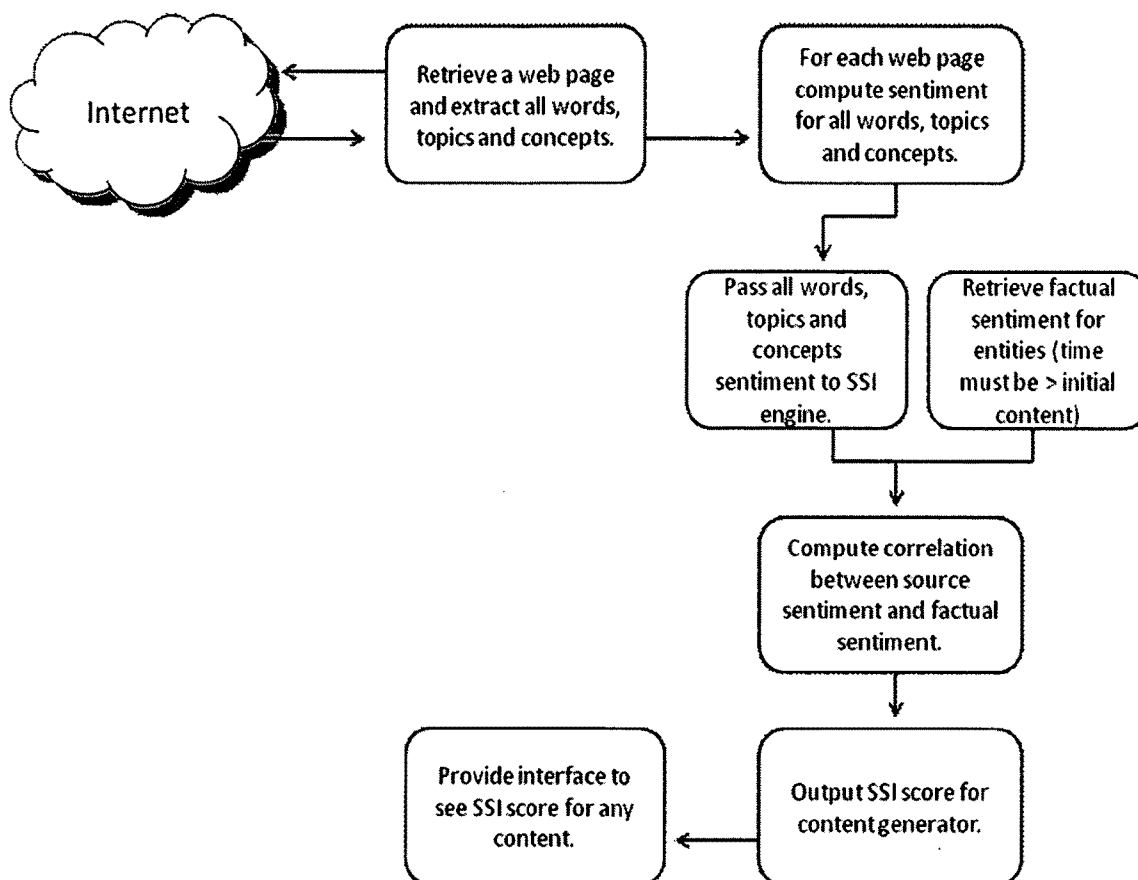 Internet
Retrieve a web page
and extract all words,
topics and concepts.
For each web page
compute sentiment
for all words, topics
and concepts.
Pass all words,
topics and
concepts
sentiment to SSI
engine.
Retrieve factual
sentiment for
entities (time
must be > initial
content)
Compute correlation
between source
sentiment and factual
sentiment.
Provide interface to
see SSI score for any
content.
Output SSI score for
content generator.